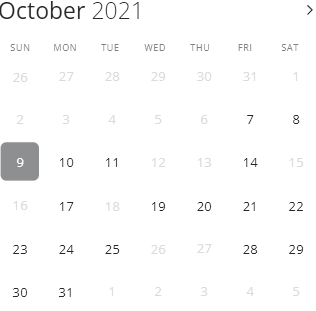 October 2021
SUN MON TUE WED THU FRI SAT
26 27 28 29 30 31 1
2 3 4 5 6 7 8
9 10 11 12 13 14 15
16 17 18 19 20 21 22
23 24 25 26 27 28 29
30 31 1 2 3 4 5